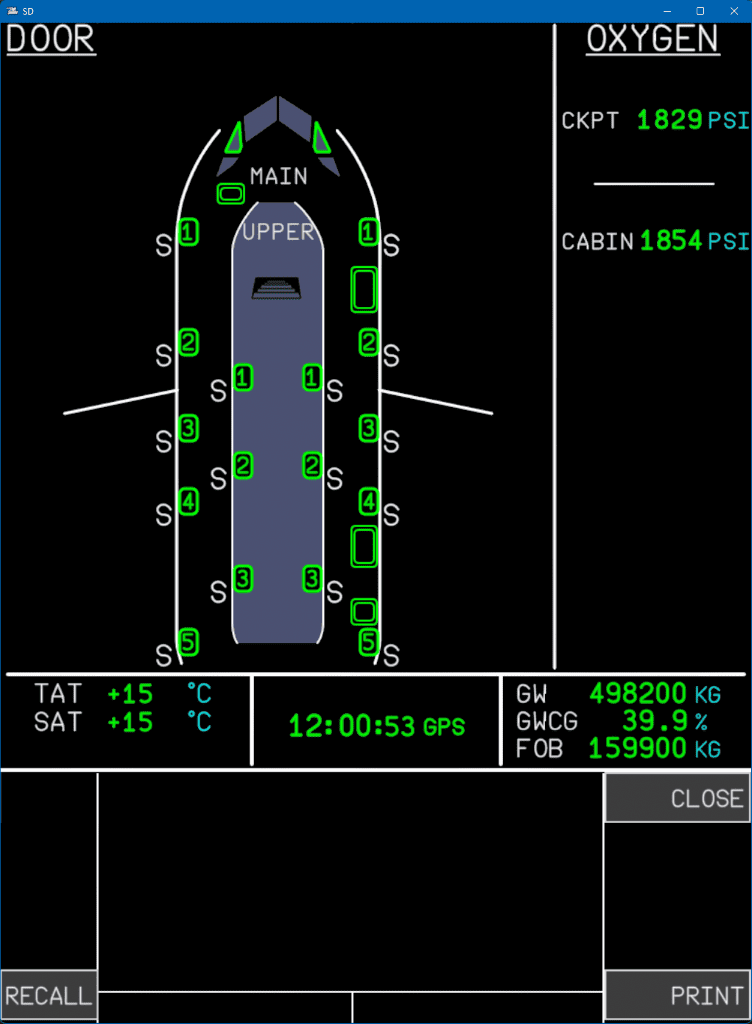 SD
DOOR
OXYGEN
CKPT 1829 PSI
MAIN
UPPER
S 1 1 S
CABIN 1854 PSI
S 2 2 S
S 1 1 S
S 3 3 S
S 2 2 S
S 4 4 S
S 3 3 S
S 5 5 S
TAT +15 °C
SAT +15 °C
12:00:53 GPS
GW 498200 KG
GWCG 39.9 %
FOB 159900 KG
CLOSE
RECALL
PRINT